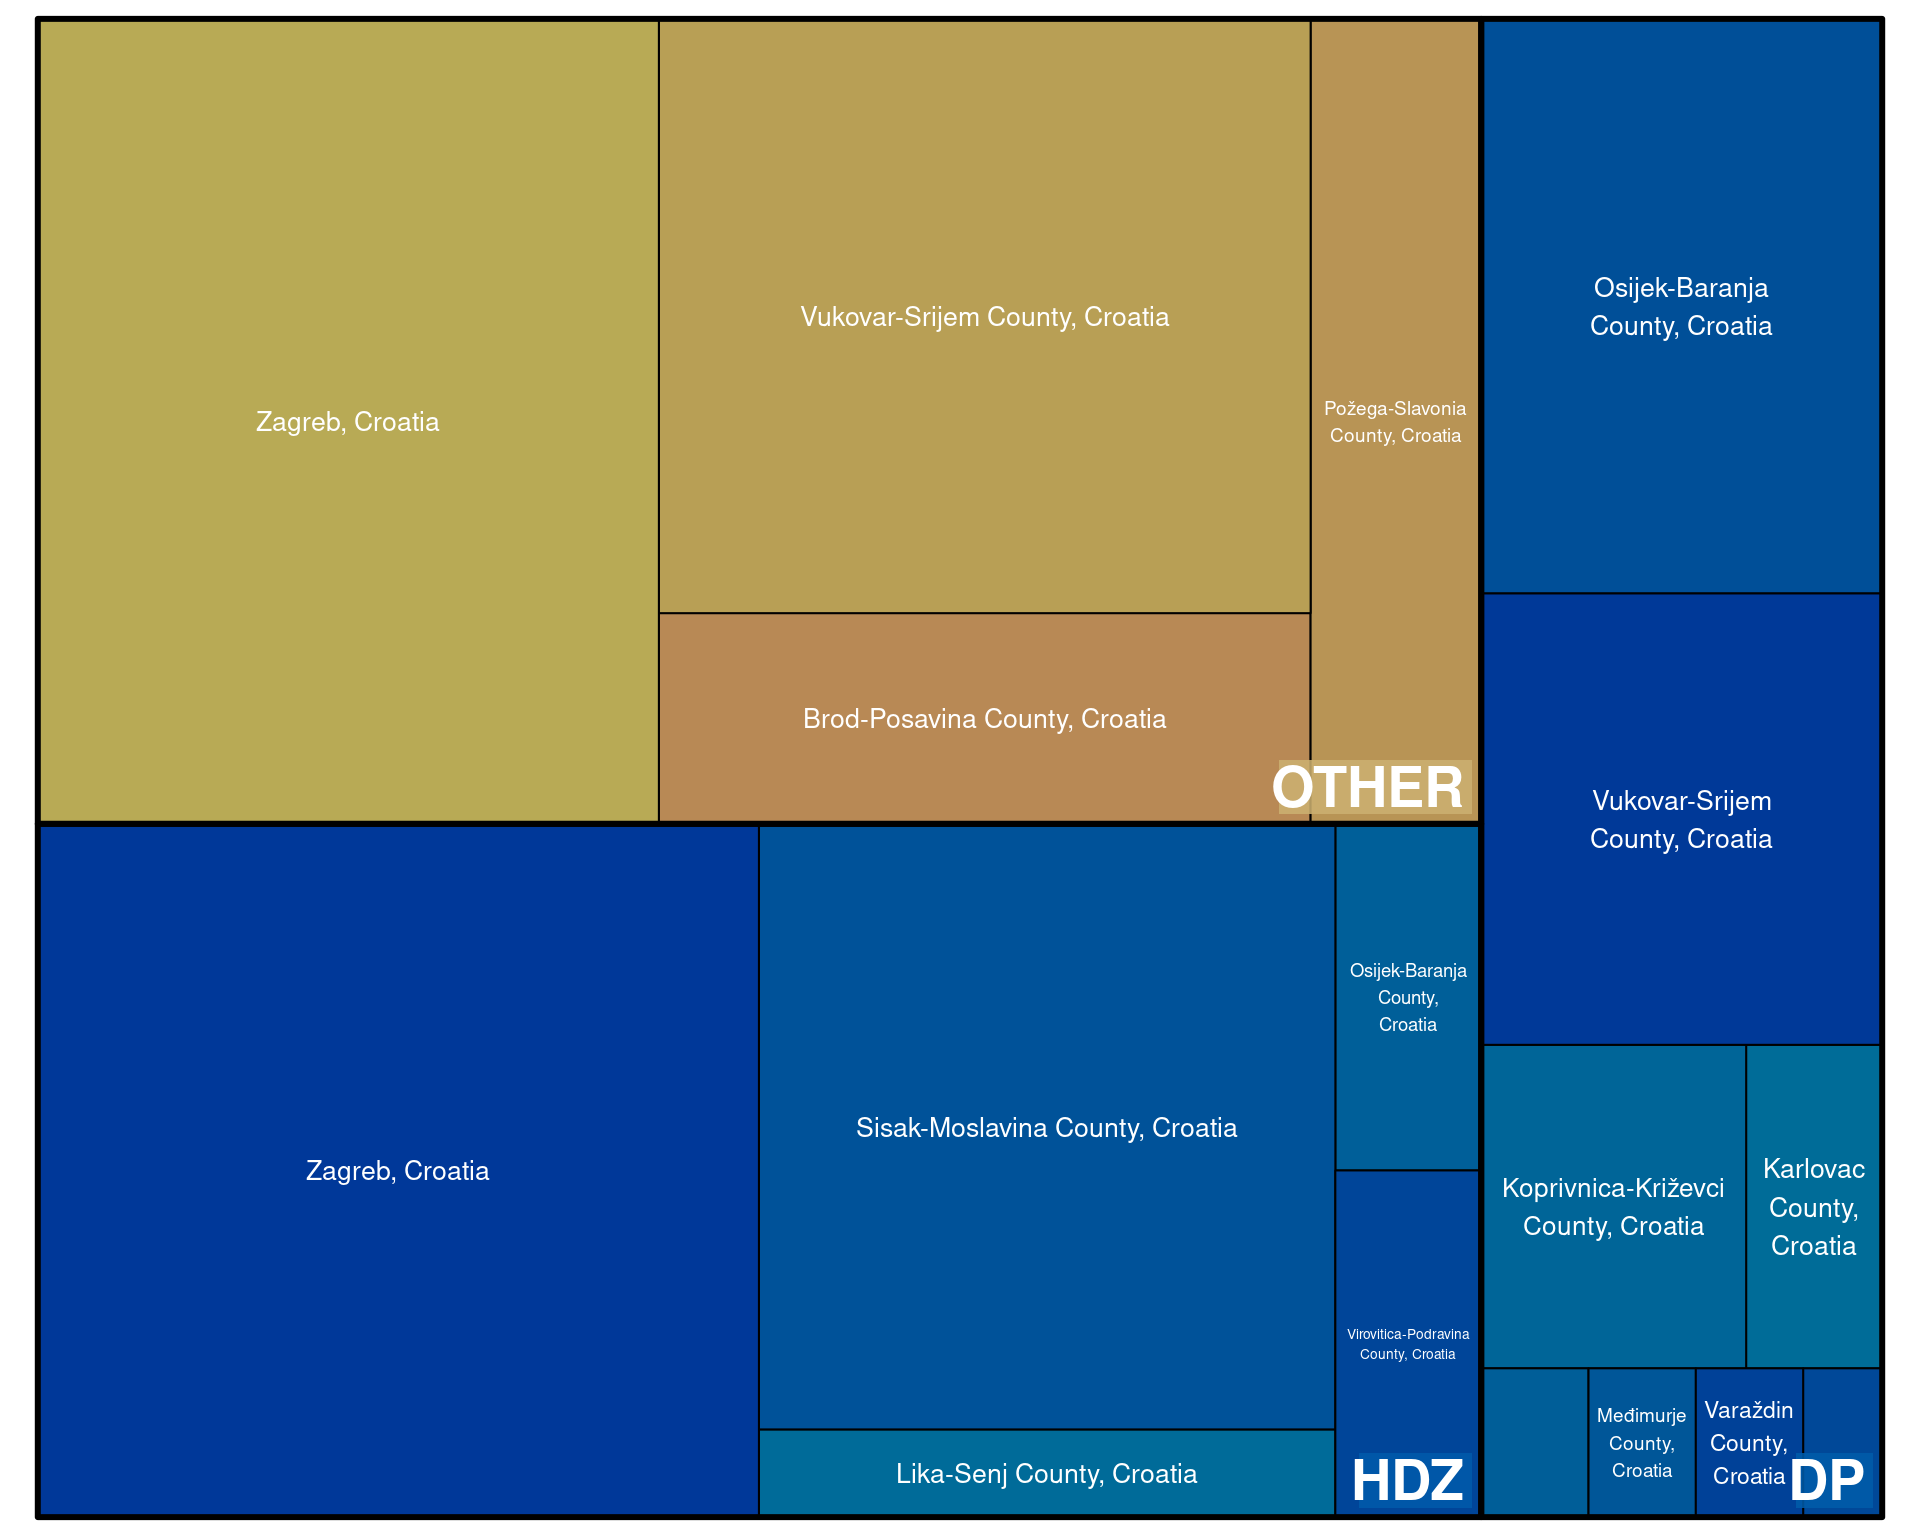 Zagreb, Croatia
Vukovar-Srijem County, Croatia
Požega-Slavonia
County, Croatia
Brod-Posavina County, Croatia
OTHER
Osijek-Baranja
County, Croatia
Vukovar-Srijem
County, Croatia
Zagreb, Croatia
Sisak-Moslavina County, Croatia
Lika-Senj County, Croatia
Osijek-Baranja
County,
Croatia
Virovitica-Podravina
County, Croatia
HDZ
Koprivnica-Križevci
County, Croatia
Karlovac
County,
Croatia
Međimurje
County,
Croatia
Varaždin
County,
Croatia
DP